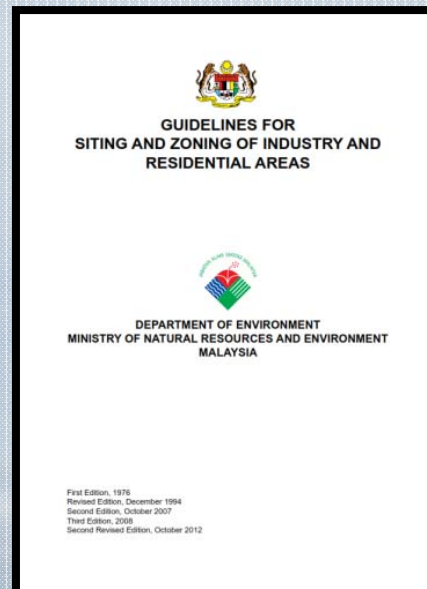 GUIDELINES FOR
SITING AND ZONING OF INDUSTRY AND
RESIDENTIAL AREAS
DEPARTMENT OF ENVIRONMENT
MINISTRY OF NATURAL RESOURCES AND ENVIRONMENT
MALAYSIA
First Edition, 1976
Revised Edition, December 1994
Second Edition, October 2007
Third Edition, 2008
Second Revised Edition, October 2012